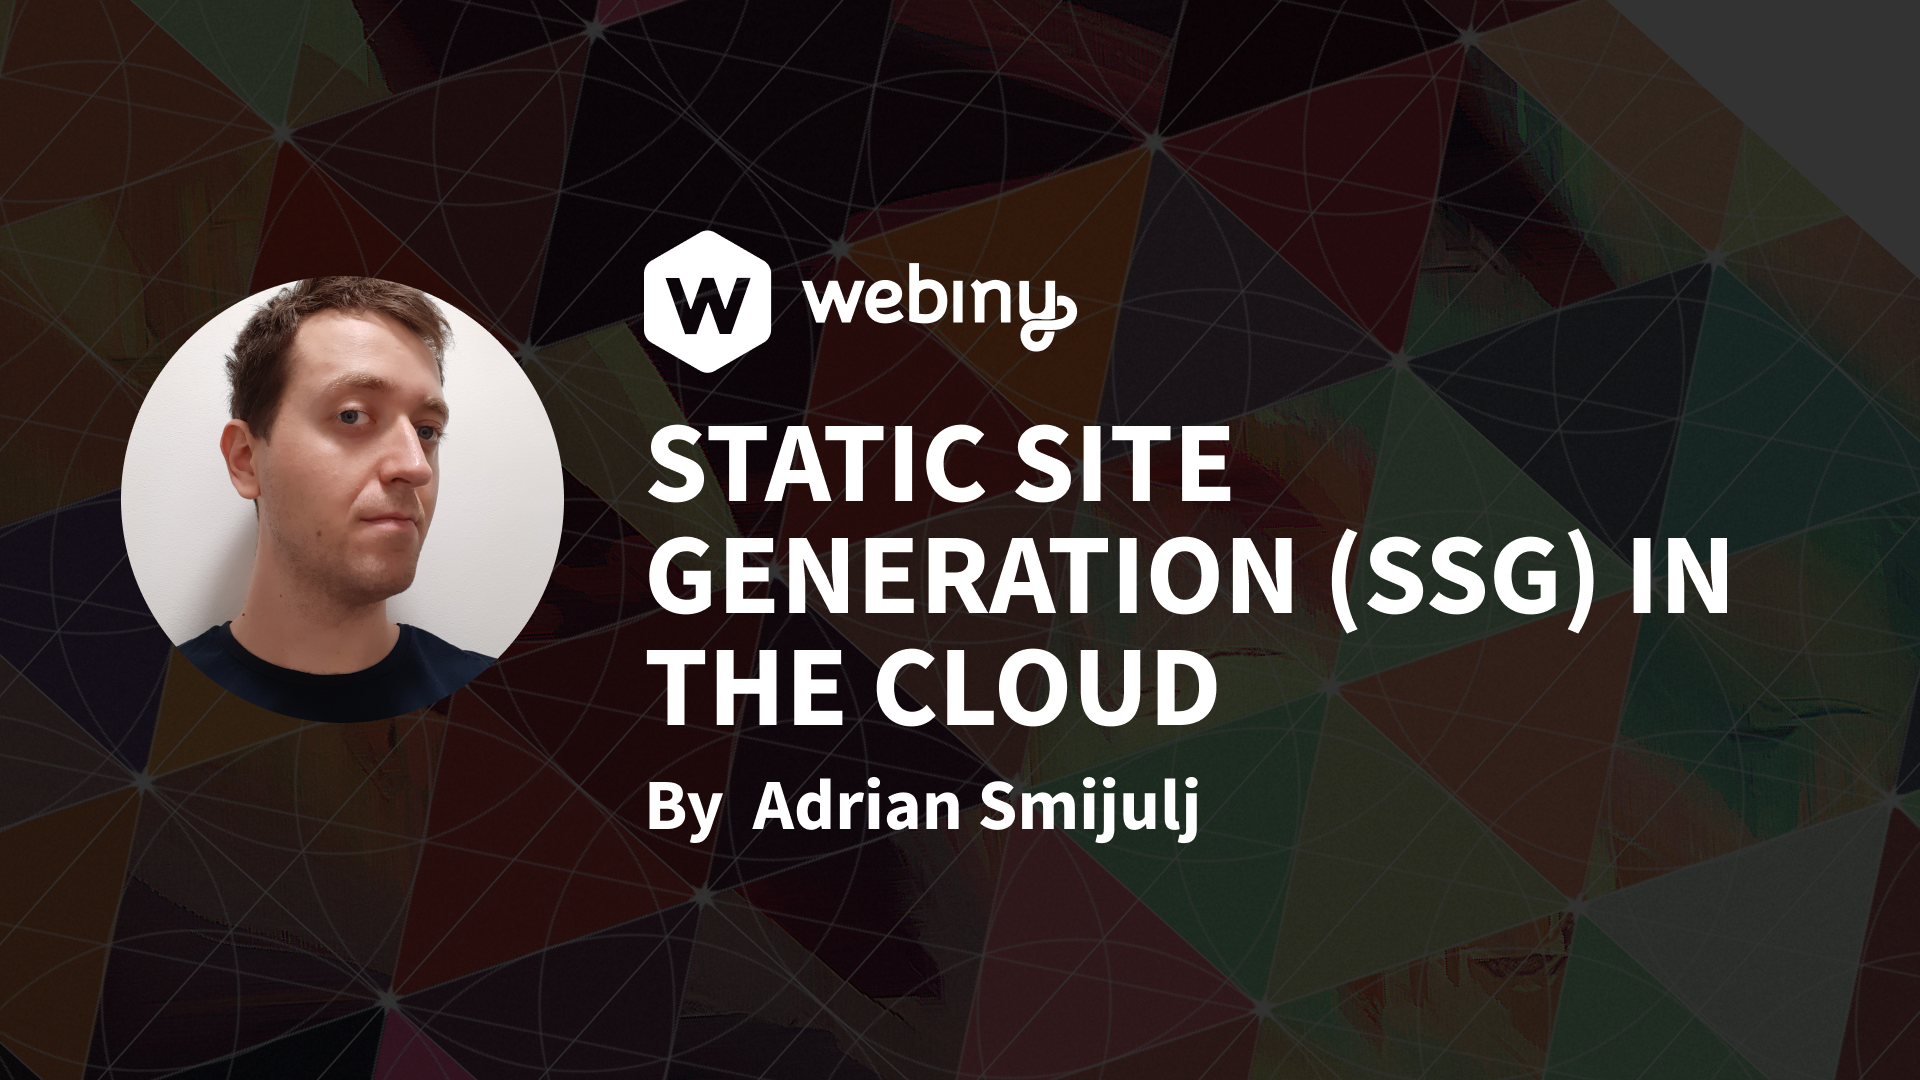 W webiny
STATIC SITE
GENERATION (SSG) IN
THE CLOUD
By Adrian Smijulj